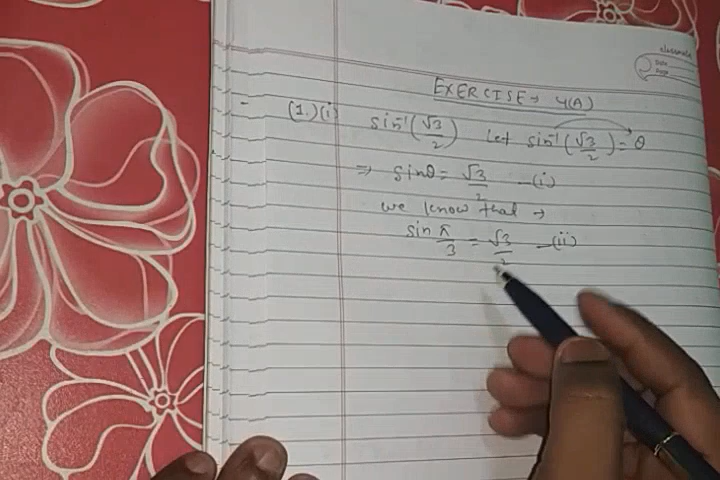 classmate
Date
Page
EXERCISE → 4(A)
(1.)(i) sin⁻¹(√3/2) Let sin⁻¹(√3/2) = θ
⇒ sinθ = √3/2 —(i)
we know that →
sin π/3 = √3/2 —(ii)